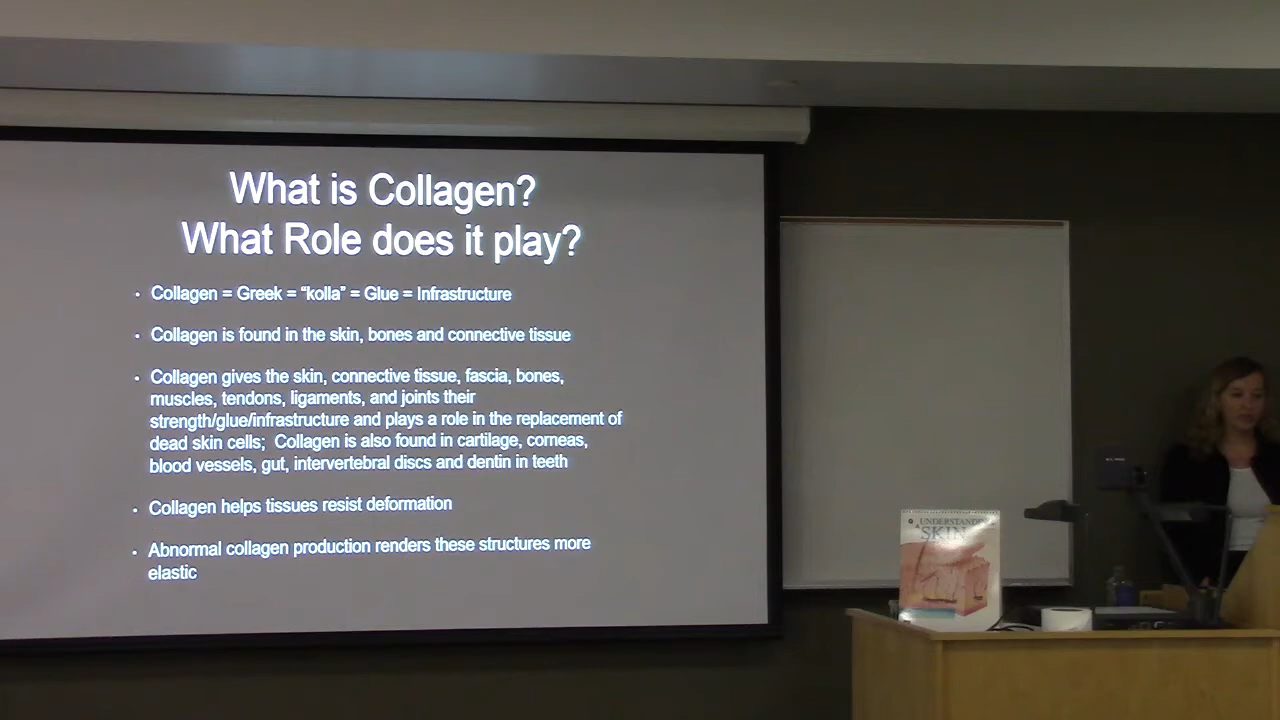 What is Collagen?
What Role does it play?
• Collagen = Greek = “kolla” = Glue = Infrastructure
• Collagen is found in the skin, bones and connective tissue
• Collagen gives the skin, connective tissue, fascia, bones,
muscles, tendons, ligaments, and joints their
strength/glue/infrastructure and plays a role in the replacement of
dead skin cells;  Collagen is also found in cartilage, corneas,
blood vessels, gut, intervertebral discs and dentin in teeth
• Collagen helps tissues resist deformation
• Abnormal collagen production renders these structures more
elastic
SKIN